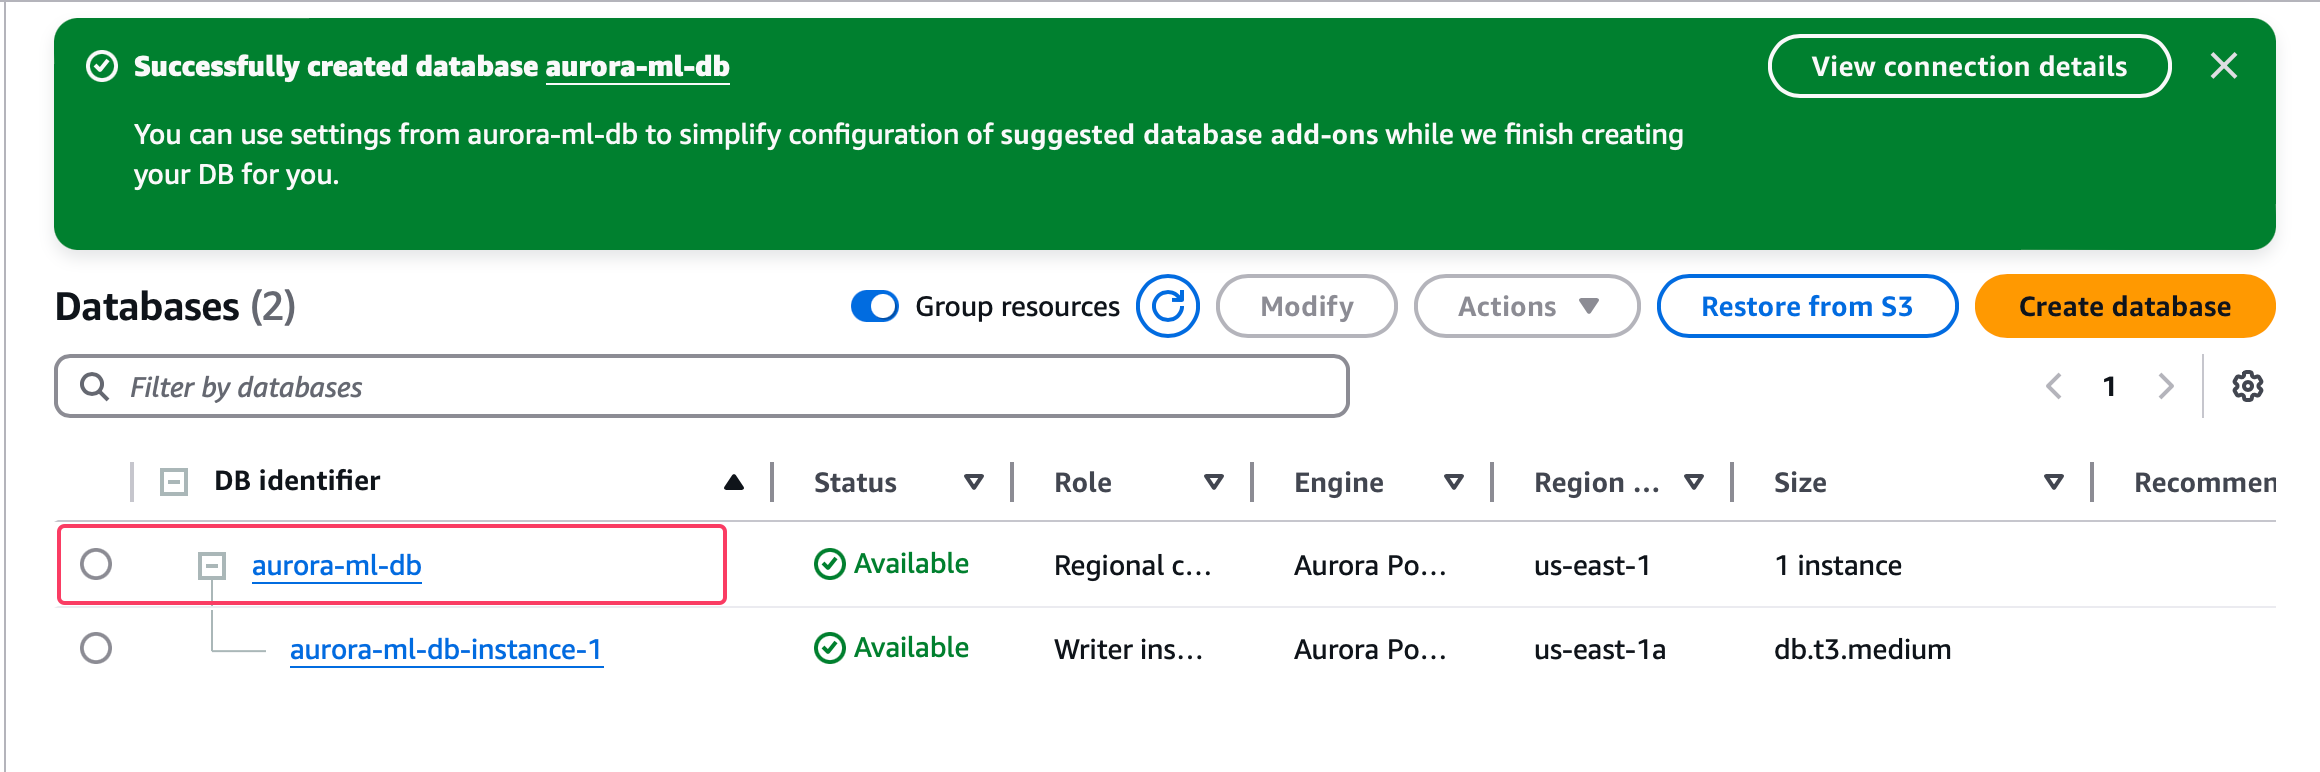 Successfully created database aurora-ml-db
View connection details
You can use settings from aurora-ml-db to simplify configuration of suggested database add-ons while we finish creating
your DB for you.
Databases (2)
Group resources
Modify
Actions
Restore from S3
Create database
Filter by databases
1
DB identifier
Status
Role
Engine
Region ...
Size
Recommen
aurora-ml-db
Available
Regional c...
Aurora Po...
us-east-1
1 instance
aurora-ml-db-instance-1
Available
Writer ins...
Aurora Po...
us-east-1a
db.t3.medium